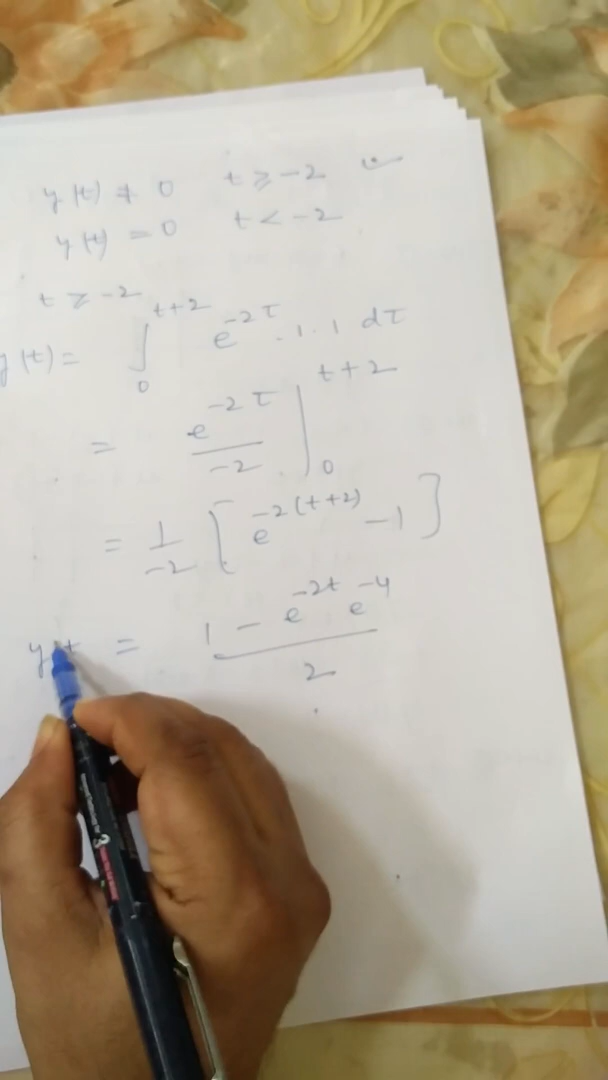 y(t) ≠ 0 t ≥ -2
y(t) = 0 t < -2
t ≥ -2
y(t) = ∫₀^{t+2} e^{-2τ} . 1 . 1 dτ
= e^{-2τ}/-2 |₀^{t+2}
= 1/-2 [ e^{-2(t+2)} - 1 ]
y t = 1 - e^{-2t} e^{-4} / 2